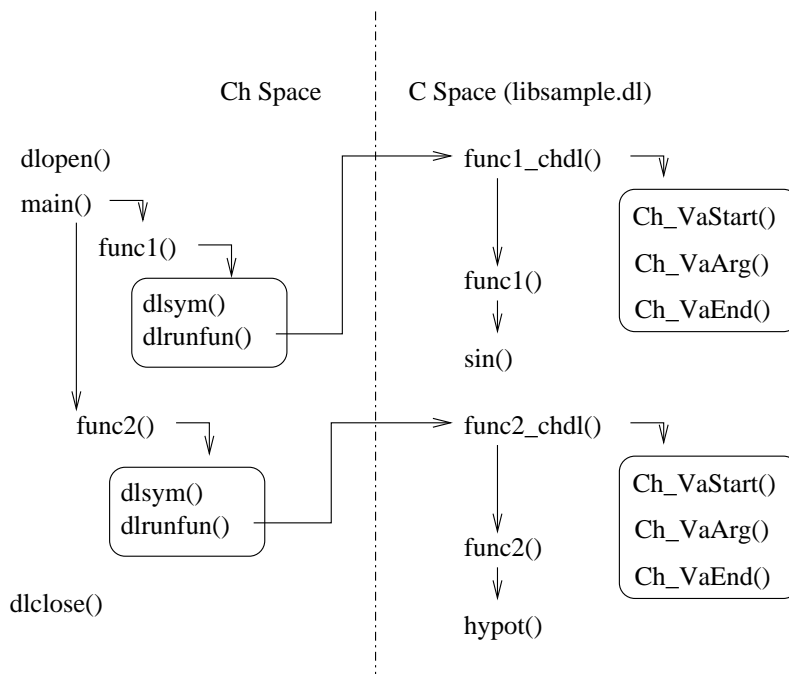 Ch Space
C Space (libsample.dl)
dlopen()
main()
func1()
dlsym()
dlrunfun()
func2()
dlsym()
dlrunfun()
dlclose()
func1_chdl()
Ch_VaStart()
Ch_VaArg()
Ch_VaEnd()
func1()
sin()
func2_chdl()
Ch_VaStart()
Ch_VaArg()
Ch_VaEnd()
func2()
hypot()